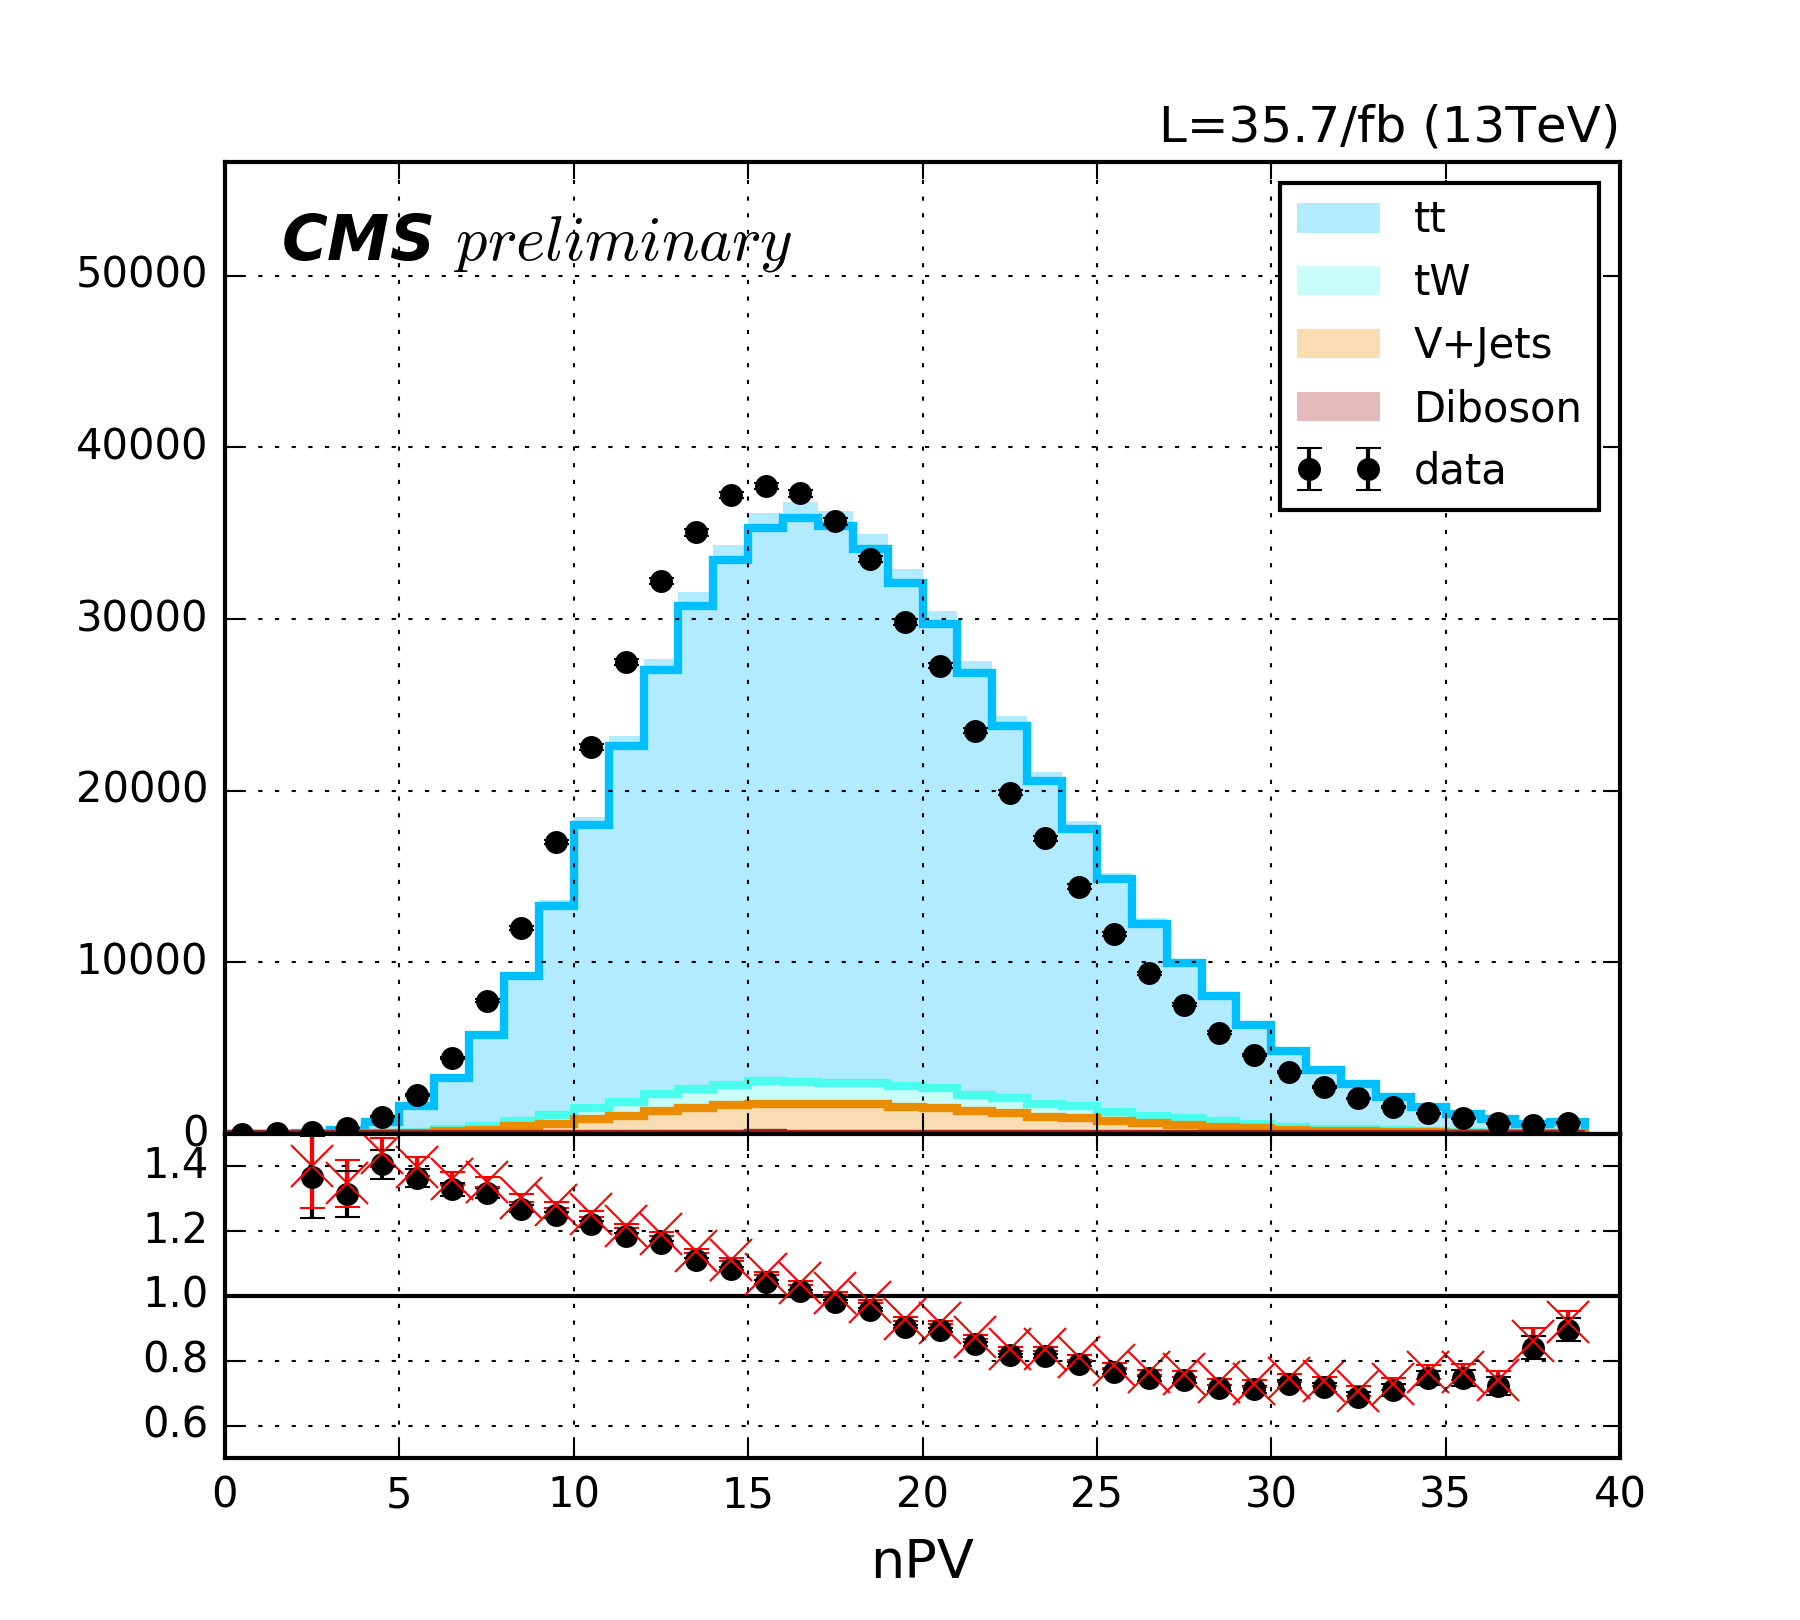 L=35.7/fb (13TeV)
CMS preliminary
tt
tW
V+Jets
Diboson
data
50000
40000
30000
20000
10000
0
1.4
1.2
1.0
0.8
0.6
0 5 10 15 20 25 30 35 40
nPV